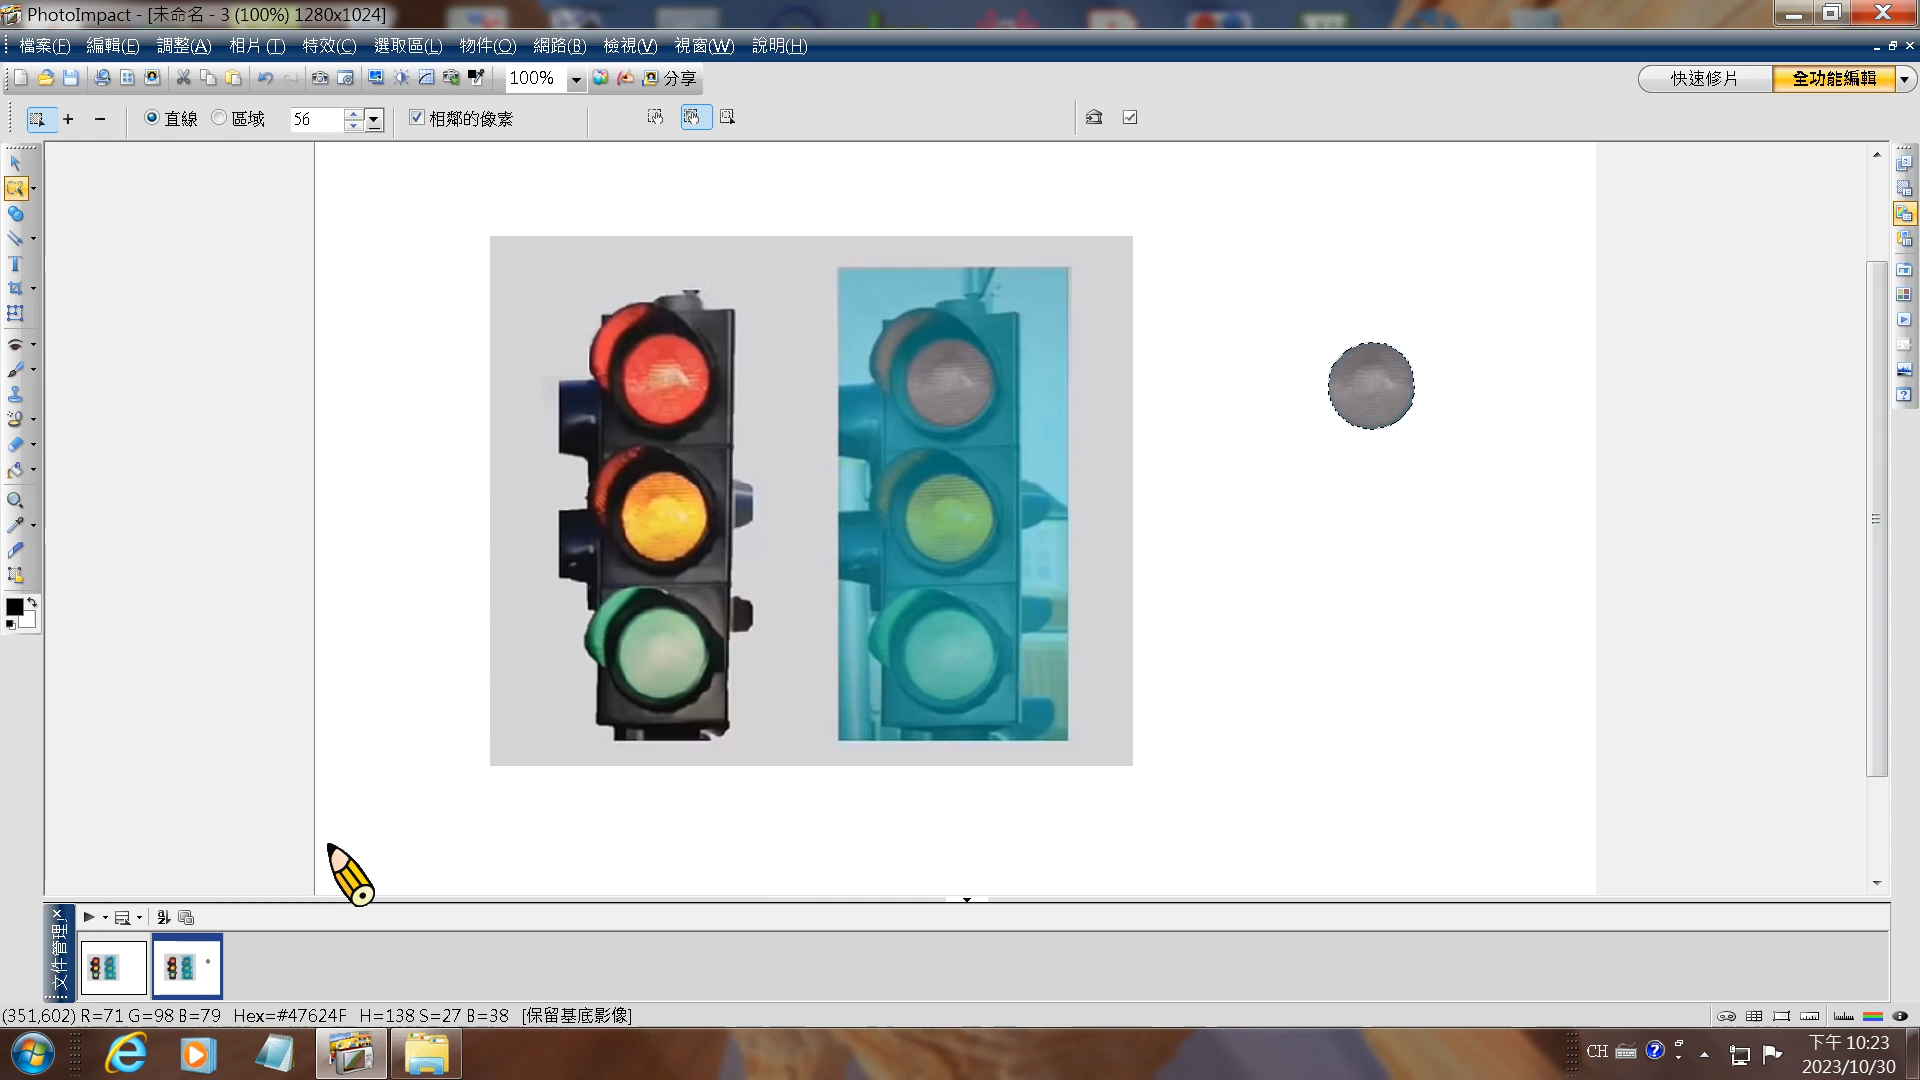 PhotoImpact - [未命名 - 3 (100%) 1280x1024]
檔案(F) 編輯(E) 調整(A) 相片(T) 特效(C) 選取區(L) 物件(O) 網路(B) 檢視(V) 視窗(W) 說明(H)
100% 分享 快速修片 全功能編輯
直線 區域 56 相鄰的像素
文件管理
(351,602) R=71 G=98 B=79 Hex=#47624F H=138 S=27 B=38 [保留基底影像]
CH
下午 10:23
2023/10/30